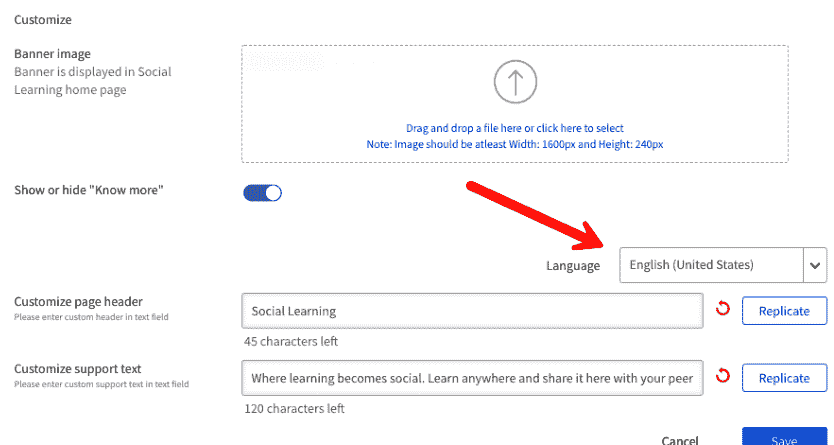 Customize
Banner image
Banner is displayed in Social
Learning home page
Drag and drop a file here or click here to select
Note: Image should be atleast Width: 1600px and Height: 240px
Show or hide "Know more"
Language
English (United States)
Customize page header
Please enter custom header in text field
Social Learning
Replicate
45 characters left
Customize support text
Please enter custom support text in text field
Where learning becomes social. Learn anywhere and share it here with your peer
Replicate
120 characters left
Cancel
Save